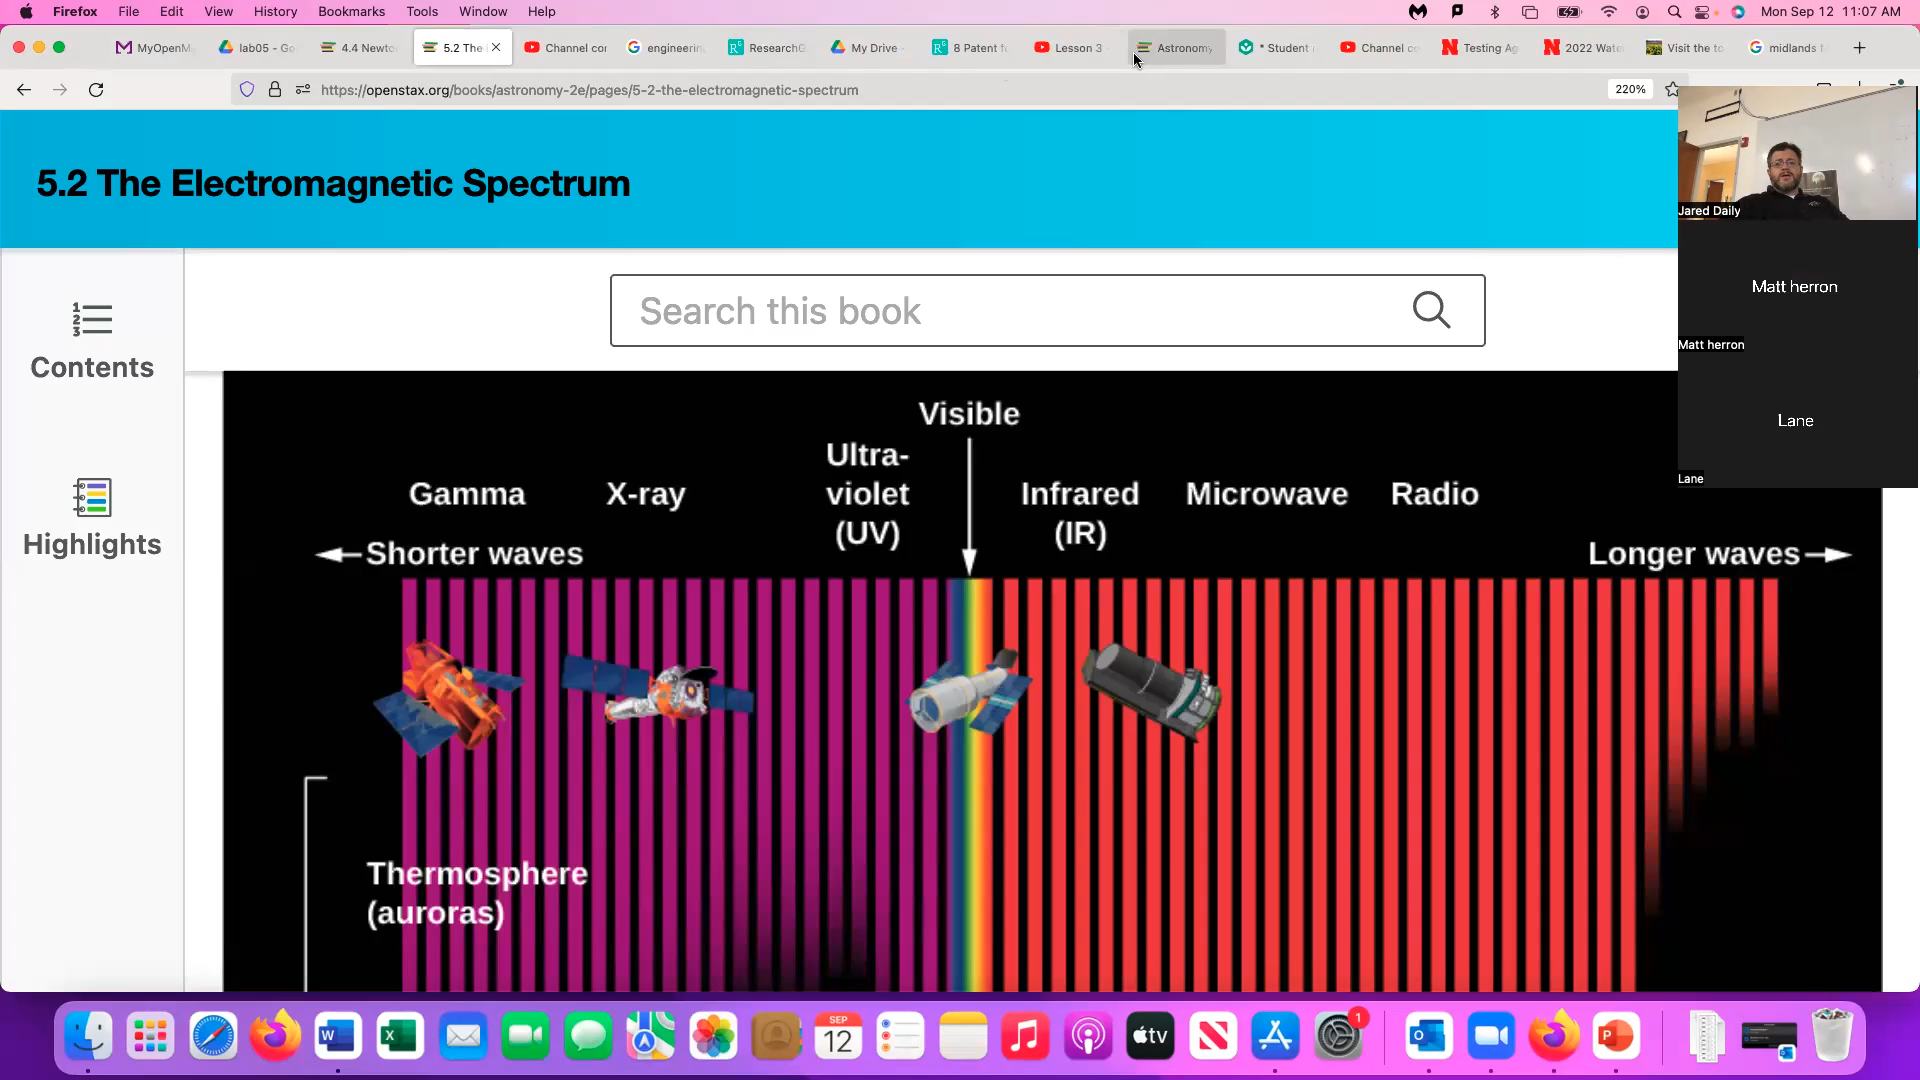 Firefox File Edit View History Bookmarks Tools Window Help Mon Sep 12 11:07 AM
MyOpenM lab05 - Go 4.4 Newto 5.2 The Channel co engineerin ResearchG My Drive - 8 Patent f Lesson 3 Astronomy * Student Channel co Testing Ag 2022 Wate Visit the to midlands
https://openstax.org/books/astronomy-2e/pages/5-2-the-electromagnetic-spectrum 220%
5.2 The Electromagnetic Spectrum
Jared Daily
Matt herron
Matt herron
Lane
Lane
Search this book
Contents
Highlights
Visible
Ultra-
violet
(UV)
Gamma X-ray Infrared Microwave Radio
(IR)
Shorter waves Longer waves
Thermosphere
(auroras)
SEP
12
tv
1